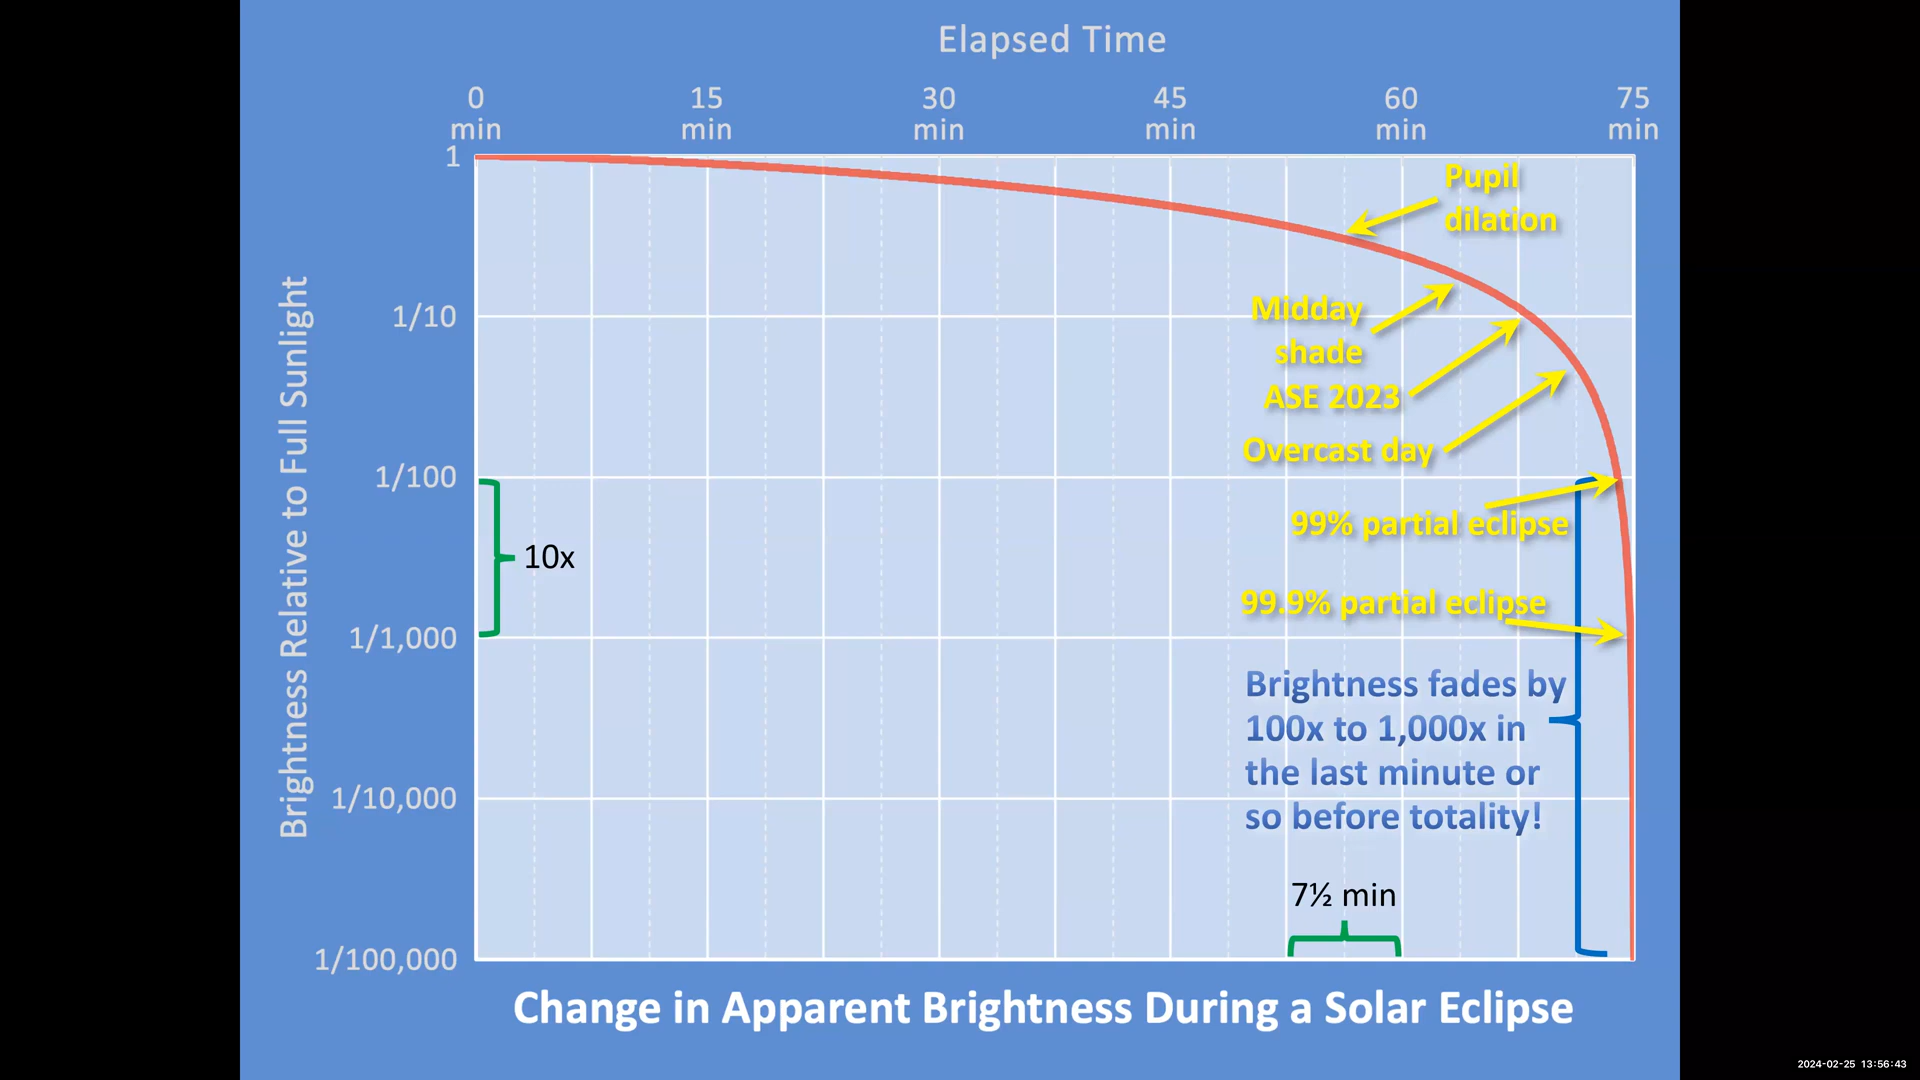 Elapsed Time
0 min
15 min
30 min
45 min
60 min
75 min
Brightness Relative to Full Sunlight
1
1/10
1/100
1/1,000
1/10,000
1/100,000
Pupil
dilation
Midday
shade
ASE 2023
Overcast day
99% partial eclipse
10x
99.9% partial eclipse
Brightness fades by
100x to 1,000x in
the last minute or
so before totality!
7½ min
Change in Apparent Brightness During a Solar Eclipse
2024-02-25 13:56:43